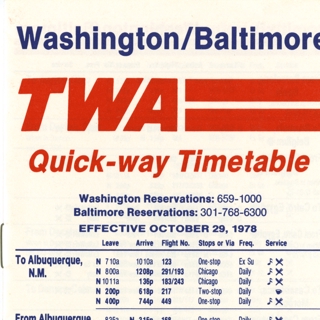 Washington/Baltimore
TWA
Quick-way Timetable
Washington Reservations: 659-1000
Baltimore Reservations: 301-768-6300
EFFECTIVE OCTOBER 29, 1978
Leave Arrive Flight No. Stops or Via Freq. Service
To Albuquerque, N 710a 1010a 123 One-stop Ex Su
N.M. N 800a 1208p 291/193 Chicago Daily
N 1011a 136p 183/243 Chicago Daily
N 200p 618p 217 Two-stop Daily
N 400p 744p 449 One-stop Daily
From Albuquerque